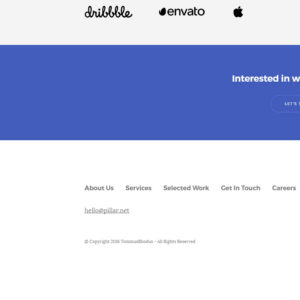 dribbble envato
Interested in w
LET'S
About Us Services Selected Work Get In Touch Careers
hello@pillar.net
© Copyright 2016 TommusRhodus - All Rights Reserved